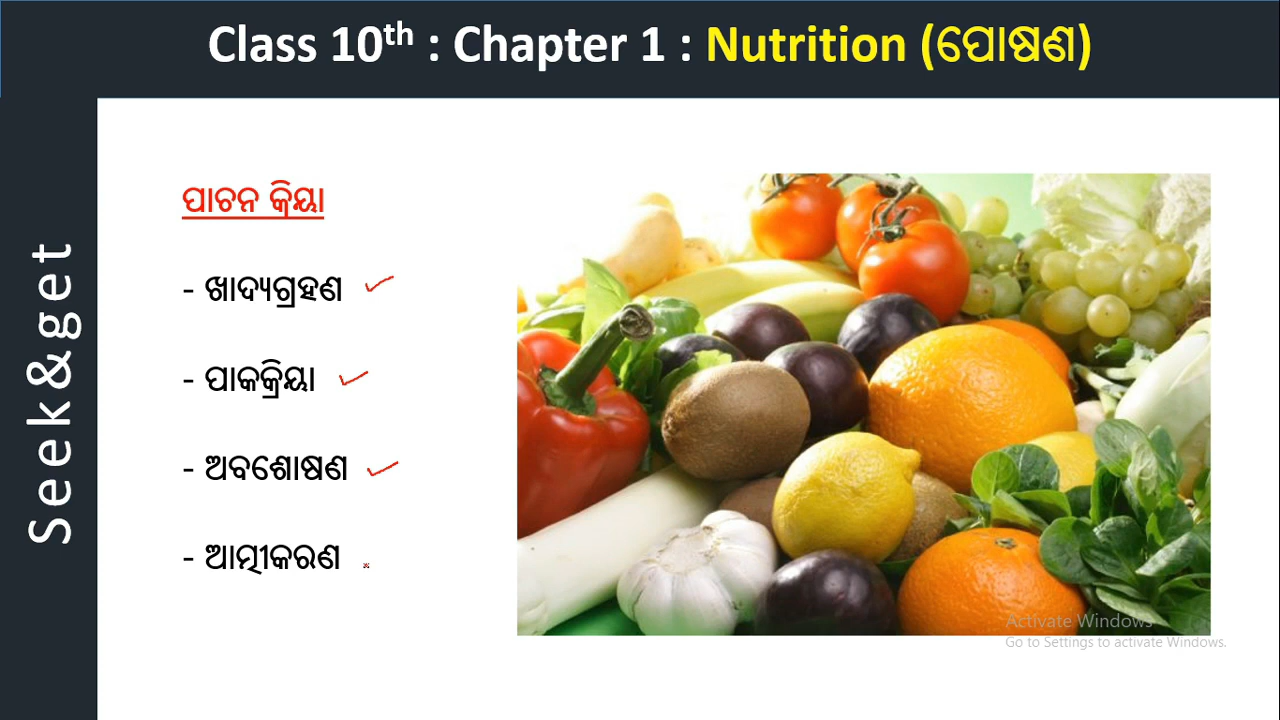 Class 10th : Chapter 1 : Nutrition (ପୋଷଣ)
Seek&get
ପାଚନ କ୍ରିୟା
- ଖାଦ୍ୟଗ୍ରହଣ
- ପାକକ୍ରିୟା
- ଅବଶୋଷଣ
- ଆତ୍ମୀକରଣ
Activate Windows
Go to Settings to activate Windows.